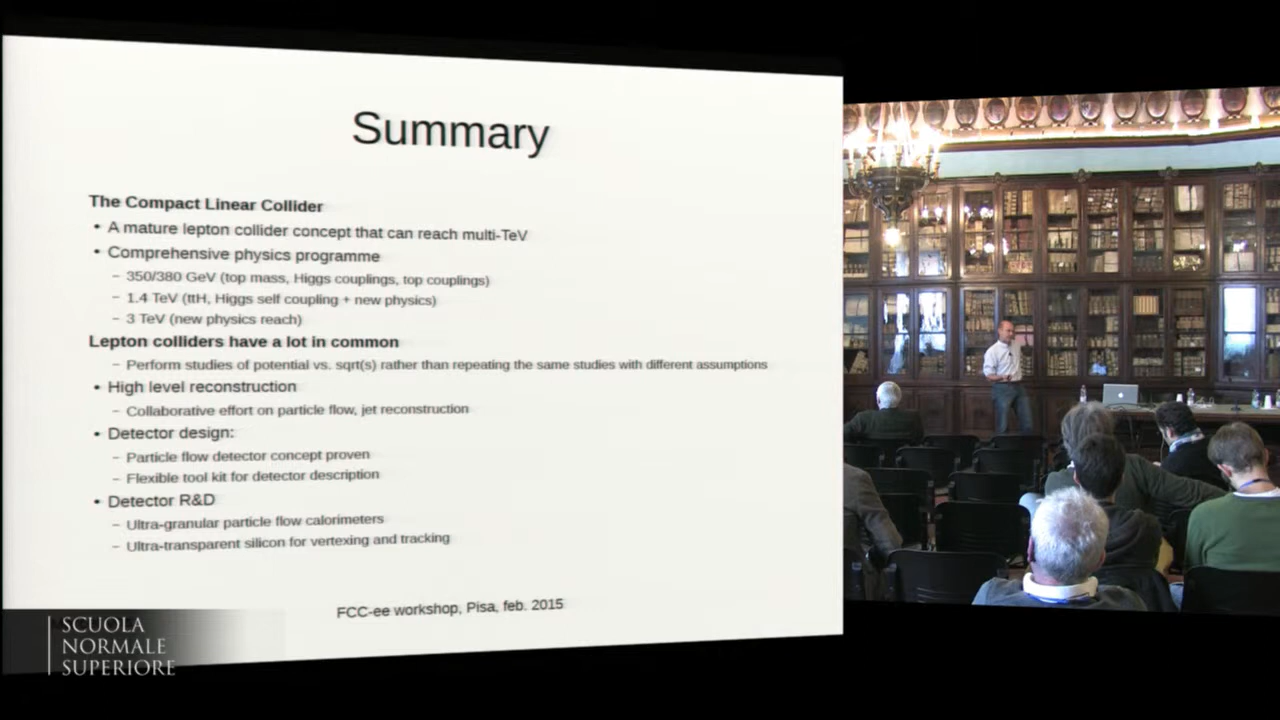 Summary
The Compact Linear Collider
• A mature lepton collider concept that can reach multi-TeV
• Comprehensive physics programme
– 350/380 GeV (top mass, Higgs couplings, top couplings)
– 1.4 TeV (ttH, Higgs self coupling + new physics)
– 3 TeV (new physics reach)
Lepton colliders have a lot in common
– Perform studies of potential vs. sqrt(s) rather than repeating the same studies with different assumptions
• High level reconstruction
– Collaborative effort on particle flow, jet reconstruction
• Detector design:
– Particle flow detector concept proven
– Flexible tool kit for detector description
• Detector R&D
– Ultra-granular particle flow calorimeters
– Ultra-transparent silicon for vertexing and tracking
FCC-ee workshop, Pisa, feb. 2015
SCUOLA
NORMALE
SUPERIORE